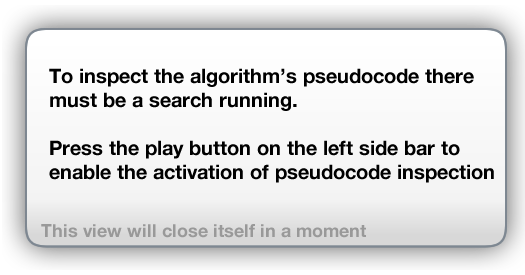 To inspect the algorithm’s pseudocode there
must be a search running.
Press the play button on the left side bar to
enable the activation of pseudocode inspection
This view will close itself in a moment